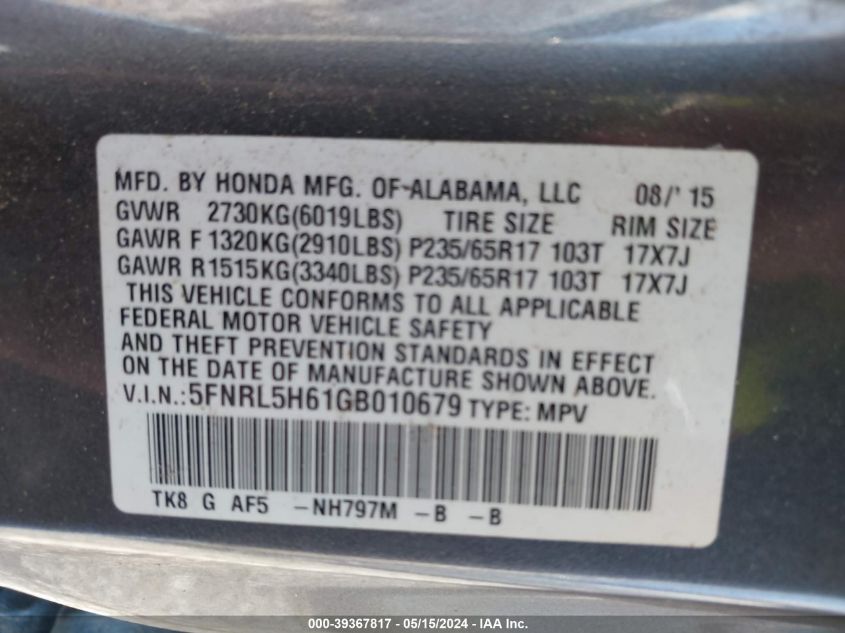 MFD. BY HONDA MFG. OF ALABAMA, LLC 08/' 15
GVWR 2730KG(6019LBS) TIRE SIZE RIM SIZE
GAWR F1320KG(2910LBS) P235/65R17 103T 17X7J
GAWR R1515KG(3340LBS) P235/65R17 103T 17X7J
THIS VEHICLE CONFORMS TO ALL APPLICABLE
FEDERAL MOTOR VEHICLE SAFETY
AND THEFT PREVENTION STANDARDS IN EFFECT
ON THE DATE OF MANUFACTURE SHOWN ABOVE.
V.I.N.:5FNRL5H61GB010679 TYPE: MPV
TK8 G AF5 -NH797M -B -B
000-39367817 - 05/15/2024 - IAA Inc.